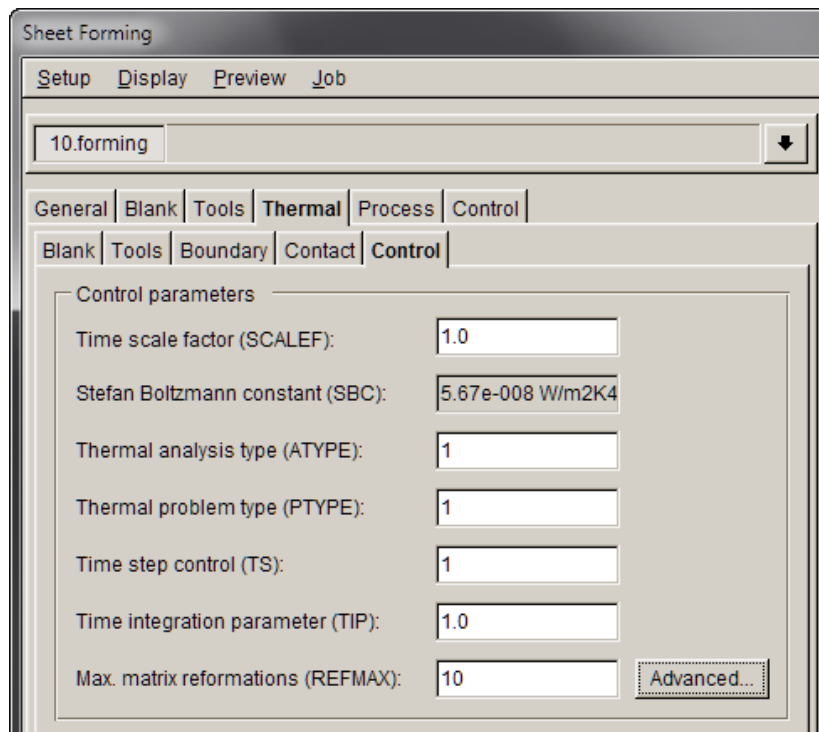 Sheet Forming
Setup Display Preview Job
10.forming
General Blank Tools Thermal Process Control
Blank Tools Boundary Contact Control
Control parameters
Time scale factor (SCALEF): 1.0
Stefan Boltzmann constant (SBC): 5.67e-008 W/m2K4
Thermal analysis type (ATYPE): 1
Thermal problem type (PTYPE): 1
Time step control (TS): 1
Time integration parameter (TIP): 1.0
Max. matrix reformations (REFMAX): 10 Advanced...